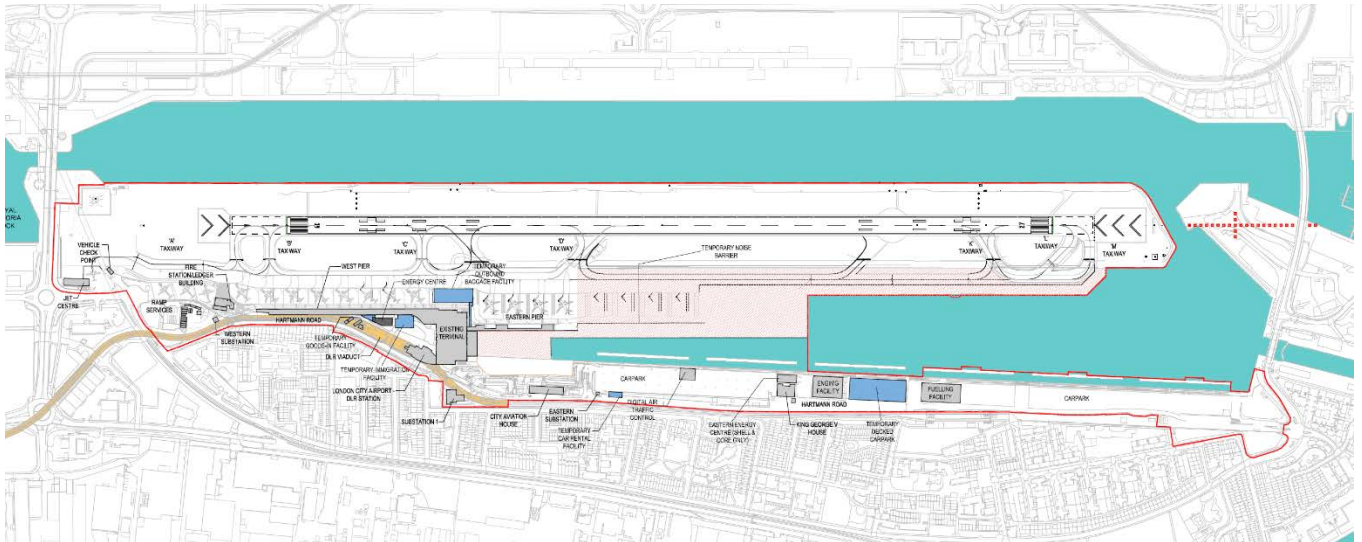 YAL
ORIA
CK
VEHICLE
CHECK
POINT
'A'
TAXIWAY
'B'
TAXIWAY
'C'
TAXIWAY
'D'
TAXIWAY
TEMPORARY NOISE
BARRIER
'K'
TAXIWAY
'L'
TAXIWAY
'M'
TAXIWAY
27
FIRE
STATION/LEDGER
BUILDING
WEST PIER
ENERGY CENTRE
TEMPORARY
OUTBOUND
BAGGAGE FACILITY
JET
CENTRE
RAMP
SERVICES
WESTERN
SUBSTATION
HARTMANN ROAD
EASTERN PIER
EXISTING
TERMINAL
TEMPORARY
GOODS-IN FACILITY
DLR VIADUCT
TEMPORARY IMMIGRATION
FACILITY
LONDON CITY AIRPORT
DLR STATION
SUBSTATION 1
CITY AVIATION
HOUSE
EASTERN
SUBSTATION
TEMPORARY
CAR RENTAL
FACILITY
CARPARK
DIGITAL AIR
TRAFFIC
CONTROL
EASTERN ENERGY
CENTRE (SHELL &
CORE ONLY)
KING GEORGE V
HOUSE
HARTMANN ROAD
TEMPORARY
DECKED
CARPARK
FUELLING
FACILITY
CARPARK